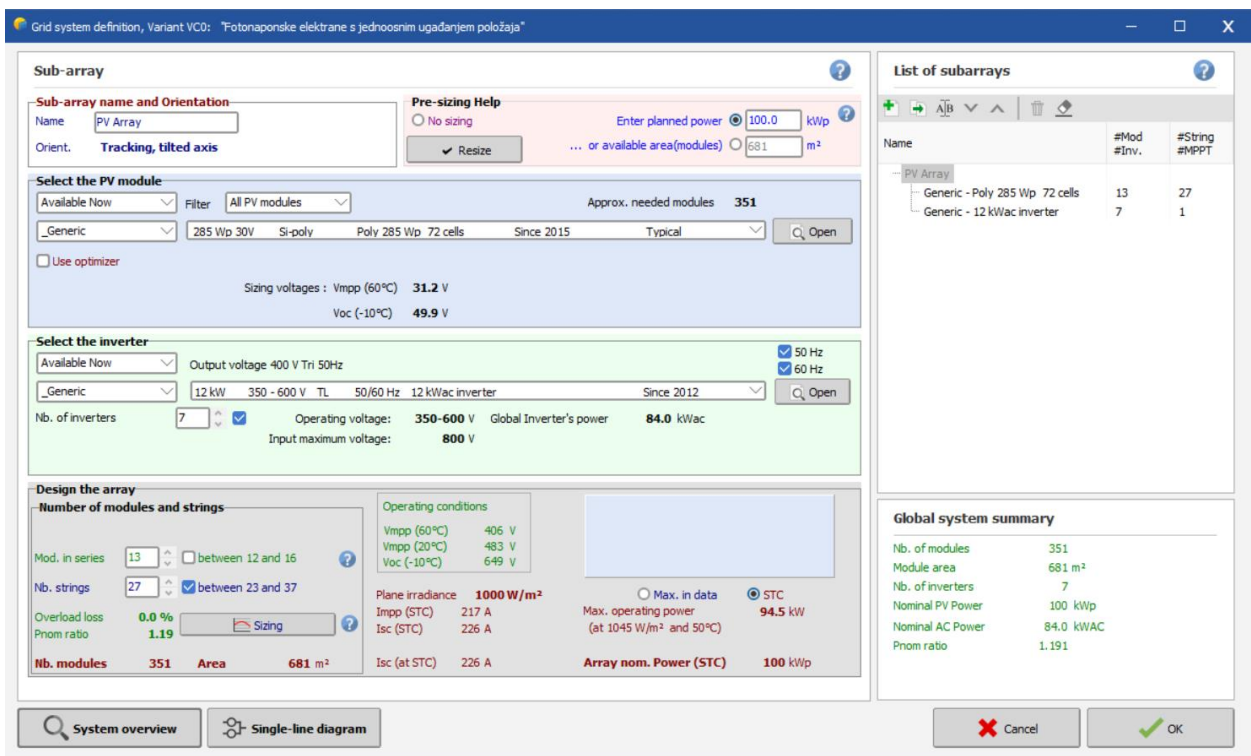 Grid system definition, Variant VC0: "Fotonaponske elektrane s jednoosnim ugađanjem položaja"
Sub-array
Sub-array name and Orientation
Name PV Array
Orient. Tracking, tilted axis
Pre-sizing Help
No sizing Enter planned power 100.0 kWp
Resize ... or available area(modules) 681 m²
Select the PV module
Available Now Filter All PV modules Approx. needed modules 351
_Generic 285 Wp 30V Si-poly Poly 285 Wp 72 cells Since 2015 Typical Open
Use optimizer
Sizing voltages : Vmpp (60°C) 31.2 V
Voc (-10°C) 49.9 V
Select the inverter
Available Now Output voltage 400 V Tri 50Hz
50 Hz
60 Hz
_Generic 12 kW 350 - 600 V TL 50/60 Hz 12 kWac inverter Since 2012 Open
Nb. of inverters 7 Operating voltage: 350-600 V Global Inverter's power 84.0 kWac
Input maximum voltage: 800 V
Design the array
Number of modules and strings
Mod. in series 13 between 12 and 16
Nb. strings 27 between 23 and 37
Overload loss 0.0 %
Pnom ratio 1.19
Sizing
Nb. modules 351 Area 681 m²
Operating conditions
Vmpp (60°C) 406 V
Vmpp (20°C) 483 V
Voc (-10°C) 649 V
Plane irradiance 1000 W/m²
Impp (STC) 217 A
Isc (STC) 226 A
Isc (at STC) 226 A
Max. in data STC
Max. operating power 94.5 kW
(at 1045 W/m² and 50°C)
Array nom. Power (STC) 100 kWp
List of subarrays
Name #Mod #String
#Inv. #MPPT
PV Array
Generic - Poly 285 Wp 72 cells 13 27
Generic - 12 kWac inverter 7 1
Global system summary
Nb. of modules 351
Module area 681 m²
Nb. of inverters 7
Nominal PV Power 100 kWp
Nominal AC Power 84.0 kWAC
Pnom ratio 1.191
System overview Single-line diagram Cancel OK